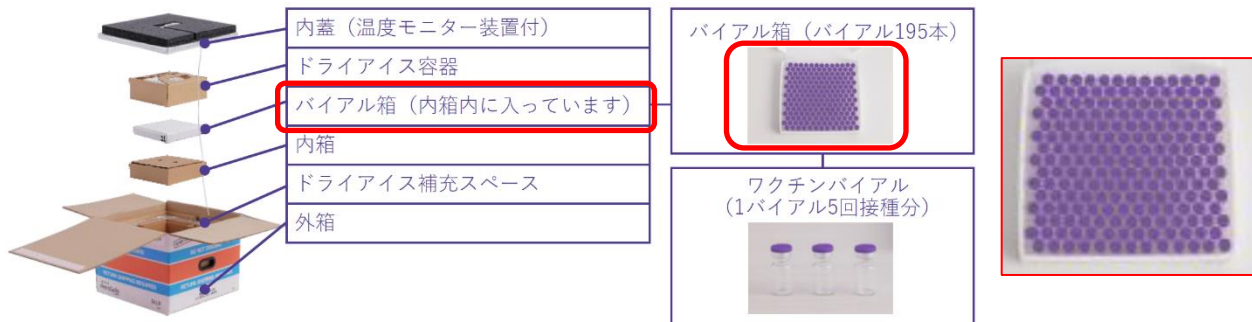 内蓋（温度モニター装置付）
ドライアイス容器
バイアル箱（内箱内に入っています）
内箱
ドライアイス補充スペース
外箱
バイアル箱（バイアル195本）
ワクチンバイアル
(1バイアル5回接種分）